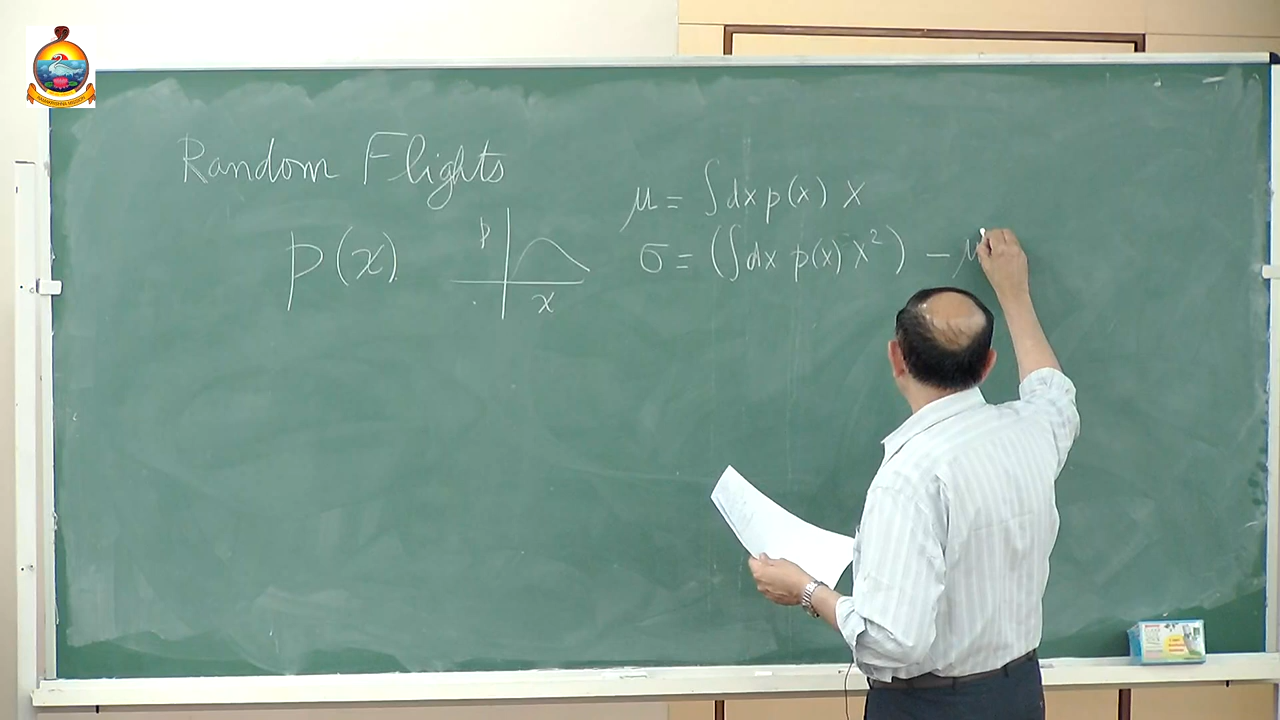 Random Flights
p(x)
p
x
μ = ∫dx p(x) x
σ = (∫dx p(x) x²) − μ